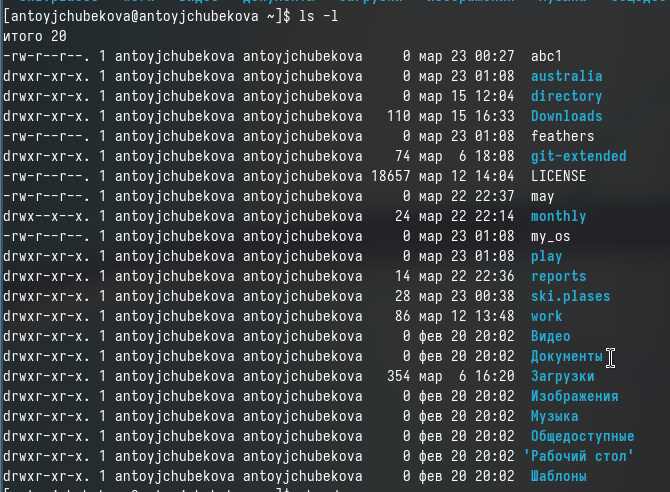 [antoyjchubekova@antoyjchubekova ~]$ ls -l
итого 20
-rw-r--r--. 1 antoyjchubekova antoyjchubekova     0 мар 23 00:27  abc1
drwxr-xr-x. 1 antoyjchubekova antoyjchubekova     0 мар 23 01:08  australia
drwxr-xr-x. 1 antoyjchubekova antoyjchubekova     0 мар 15 12:04  directory
drwxr-xr-x. 1 antoyjchubekova antoyjchubekova   110 мар 15 16:33  Downloads
-rw-r--r--. 1 antoyjchubekova antoyjchubekova     0 мар 23 01:08  feathers
drwxr-xr-x. 1 antoyjchubekova antoyjchubekova    74 мар  6 18:08  git-extended
-rw-r--r--. 1 antoyjchubekova antoyjchubekova 18657 мар 12 14:04  LICENSE
-rw-r--r--. 1 antoyjchubekova antoyjchubekova     0 мар 22 22:37  may
drwx--x--x. 1 antoyjchubekova antoyjchubekova    24 мар 22 22:14  monthly
-rw-r--r--. 1 antoyjchubekova antoyjchubekova     0 мар 23 01:08  my_os
drwxr-xr-x. 1 antoyjchubekova antoyjchubekova     0 мар 23 01:08  play
drwxr-xr-x. 1 antoyjchubekova antoyjchubekova    14 мар 22 22:36  reports
drwxr-xr-x. 1 antoyjchubekova antoyjchubekova    28 мар 23 00:38  ski.plases
drwxr-xr-x. 1 antoyjchubekova antoyjchubekova    86 мар 12 13:48  work
drwxr-xr-x. 1 antoyjchubekova antoyjchubekova     0 фев 20 20:02  Видео
drwxr-xr-x. 1 antoyjchubekova antoyjchubekova     0 фев 20 20:02  Документы
drwxr-xr-x. 1 antoyjchubekova antoyjchubekova   354 мар  6 16:20  Загрузки
drwxr-xr-x. 1 antoyjchubekova antoyjchubekova     0 фев 20 20:02  Изображения
drwxr-xr-x. 1 antoyjchubekova antoyjchubekova     0 фев 20 20:02  Музыка
drwxr-xr-x. 1 antoyjchubekova antoyjchubekova     0 фев 20 20:02  Общедоступные
drwxr-xr-x. 1 antoyjchubekova antoyjchubekova     0 фев 20 20:02 'Рабочий стол'
drwxr-xr-x. 1 antoyjchubekova antoyjchubekova     0 фев 20 20:02  Шаблоны